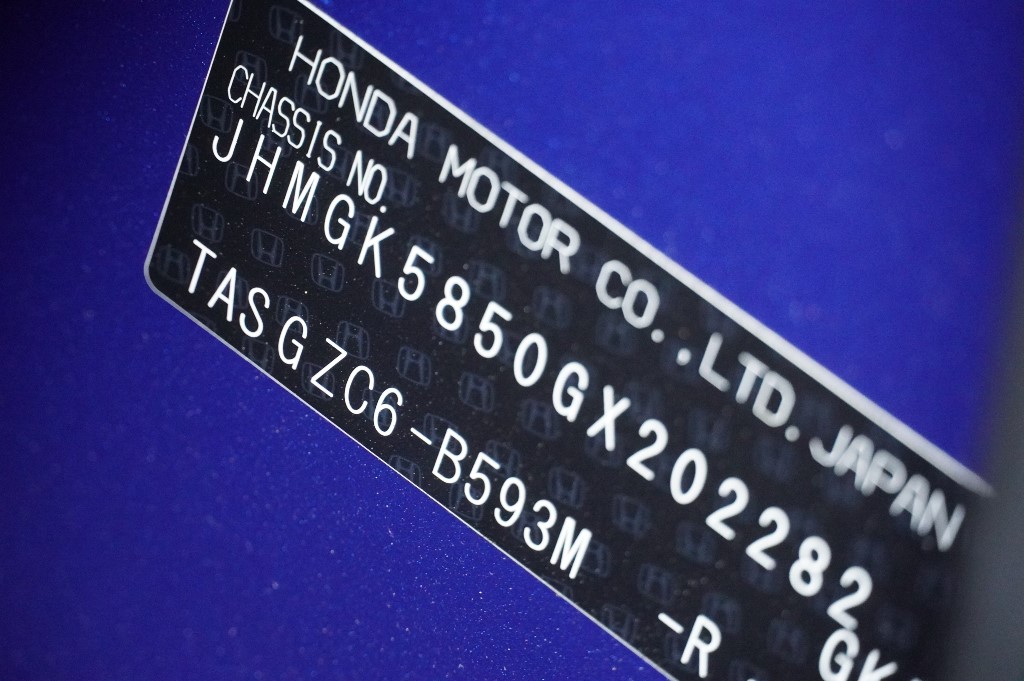 HONDA MOTOR CO.,LTD. JAPAN
CHASSIS NO.
JHMGK5850GX202282
TASGZC6-B593M -R